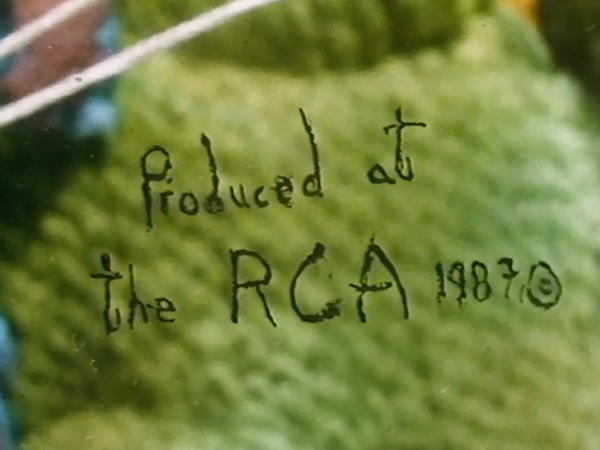 Produced at
the RCA 1987 ©